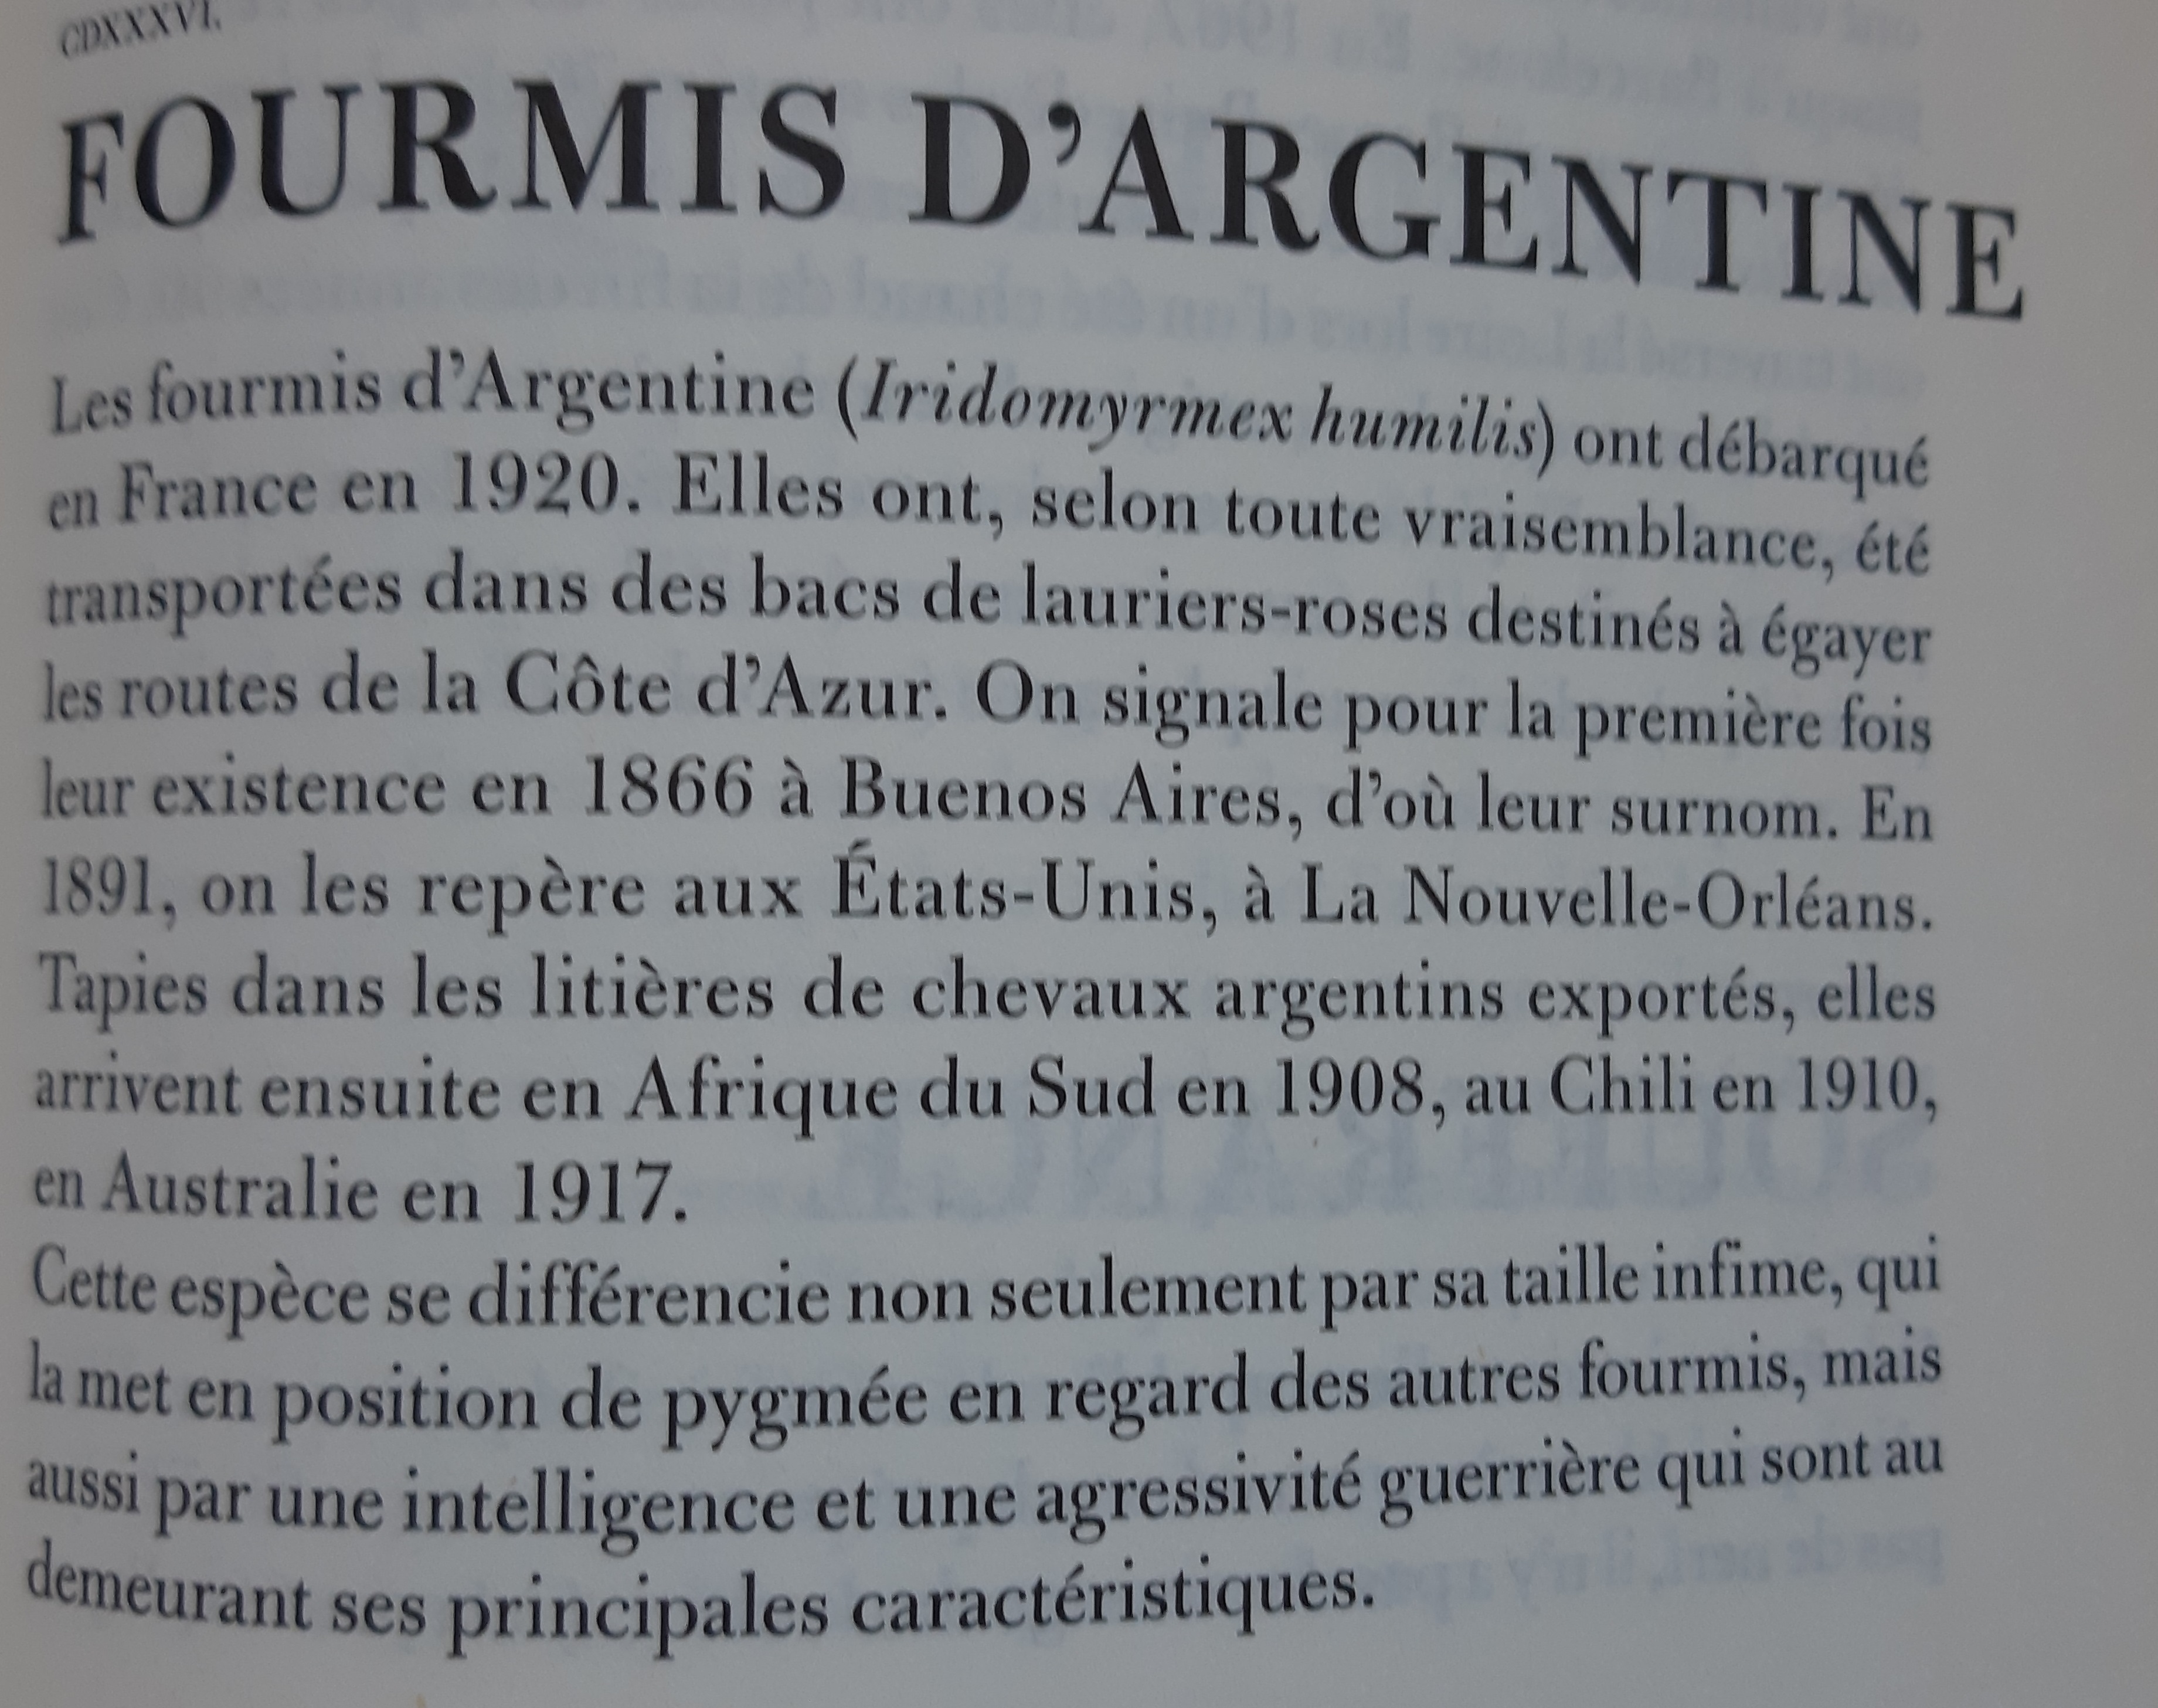 CDXXXVI.
FOURMIS D’ARGENTINE
Les fourmis d’Argentine (Iridomyrmex humilis) ont débarqué
en France en 1920. Elles ont, selon toute vraisemblance, été
transportées dans des bacs de lauriers-roses destinés à égayer
les routes de la Côte d’Azur. On signale pour la première fois
leur existence en 1866 à Buenos Aires, d’où leur surnom. En
1891, on les repère aux États-Unis, à La Nouvelle-Orléans.
Tapies dans les litières de chevaux argentins exportés, elles
arrivent ensuite en Afrique du Sud en 1908, au Chili en 1910,
en Australie en 1917.
Cette espèce se différencie non seulement par sa taille infime, qui
la met en position de pygmée en regard des autres fourmis, mais
aussi par une intelligence et une agressivité guerrière qui sont au
demeurant ses principales caractéristiques.